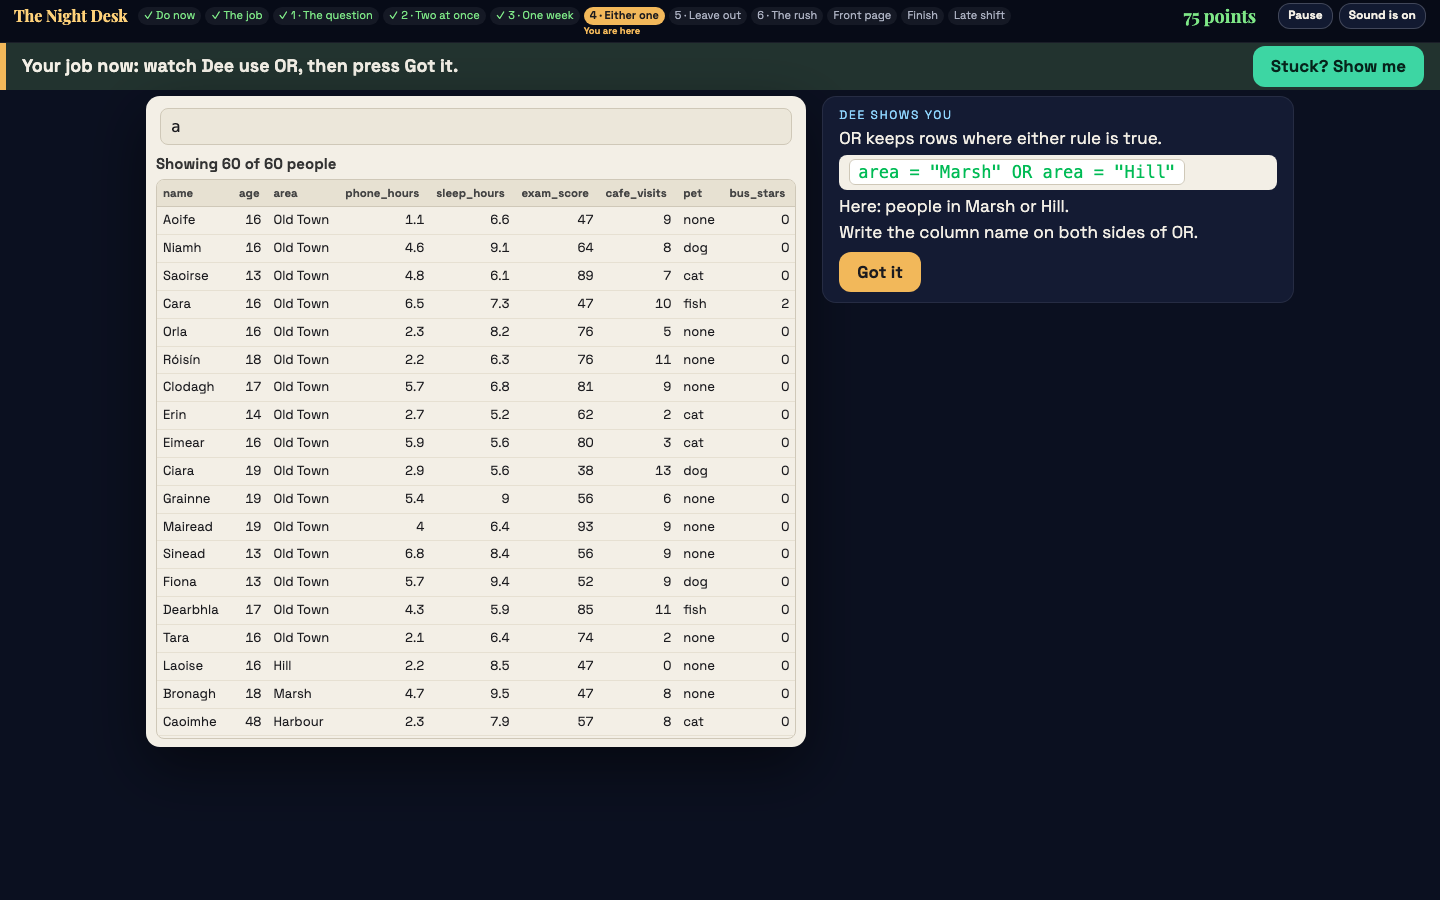 The Night Desk ✓ Do now ✓ The job ✓ 1 · The question ✓ 2 · Two at once ✓ 3 · One week 4 · Either one 5 · Leave out 6 · The rush Front page Finish Late shift 75 points Pause Sound is on
You are here
Your job now: watch Dee use OR, then press Got it. Stuck? Show me
a
Showing 60 of 60 people
name age area phone_hours sleep_hours exam_score cafe_visits pet bus_stars
Aoife 16 Old Town 1.1 6.6 47 9 none 0
Niamh 16 Old Town 4.6 9.1 64 8 dog 0
Saoirse 13 Old Town 4.8 6.1 89 7 cat 0
Cara 16 Old Town 6.5 7.3 47 10 fish 2
Orla 16 Old Town 2.3 8.2 76 5 none 0
Róisín 18 Old Town 2.2 6.3 76 11 none 0
Clodagh 17 Old Town 5.7 6.8 81 9 none 0
Erin 14 Old Town 2.7 5.2 62 2 cat 0
Eimear 16 Old Town 5.9 5.6 80 3 cat 0
Ciara 19 Old Town 2.9 5.6 38 13 dog 0
Grainne 19 Old Town 5.4 9 56 6 none 0
Mairead 19 Old Town 4 6.4 93 9 none 0
Sinead 13 Old Town 6.8 8.4 56 9 none 0
Fiona 13 Old Town 5.7 9.4 52 9 dog 0
Dearbhla 17 Old Town 4.3 5.9 85 11 fish 0
Tara 16 Old Town 2.1 6.4 74 2 none 0
Laoise 16 Hill 2.2 8.5 47 0 none 0
Bronagh 18 Marsh 4.7 9.5 47 8 none 0
Caoimhe 48 Harbour 2.3 7.9 57 8 cat 0
DEE SHOWS YOU
OR keeps rows where either rule is true.
area = "Marsh" OR area = "Hill"
Here: people in Marsh or Hill.
Write the column name on both sides of OR.
Got it